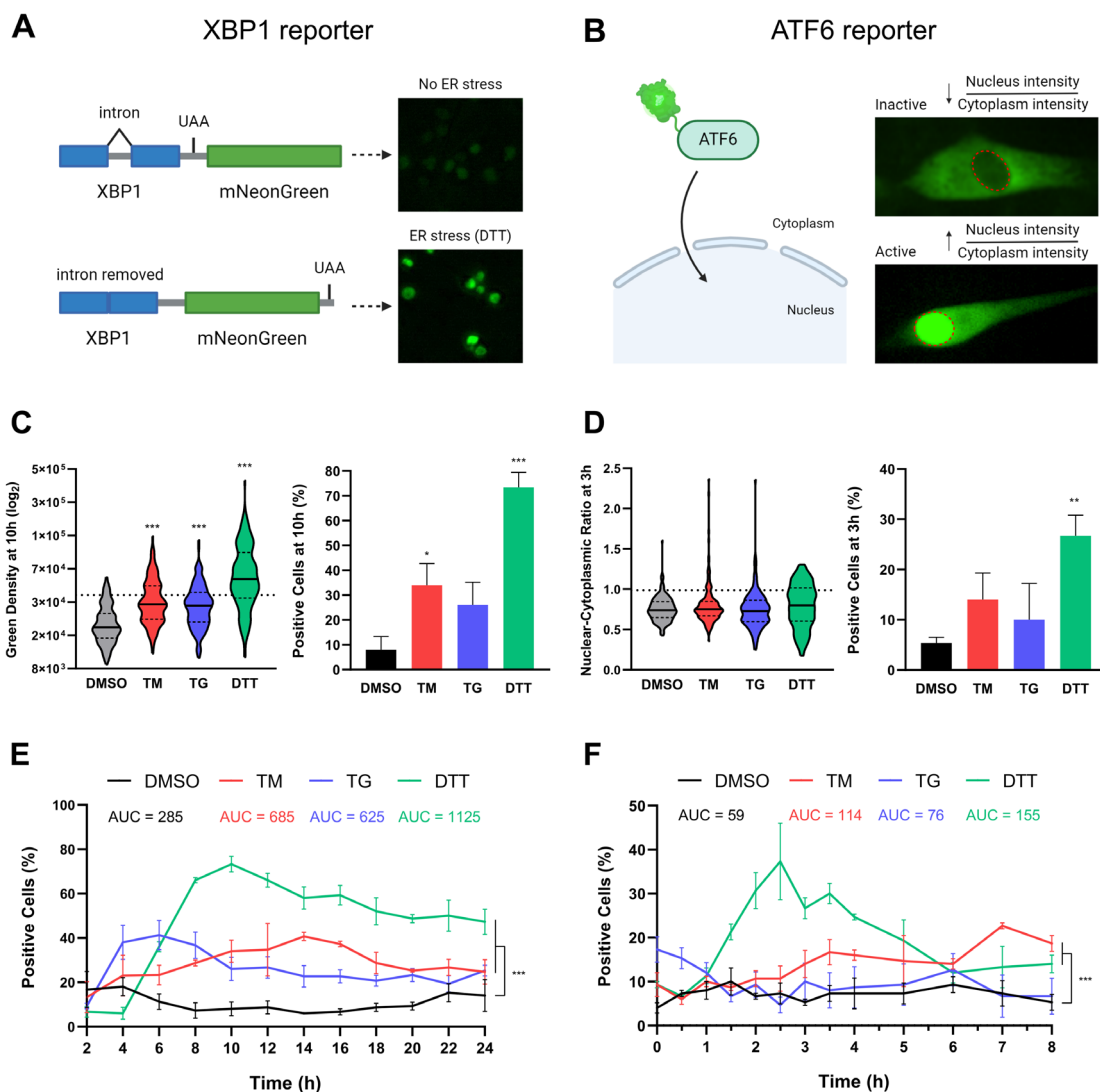 A
XBP1 reporter
intron
UAA
XBP1
mNeonGreen
No ER stress
intron removed
UAA
XBP1
mNeonGreen
ER stress (DTT)
B
ATF6 reporter
ATF6
Cytoplasm
Nucleus
Inactive
↓
Nucleus intensity
Cytoplasm intensity
Active
↑
Nucleus intensity
Cytoplasm intensity
C
Green Density at 10h (log₂)
5×10⁵
3×10⁵
1×10⁵
7×10⁴
3×10⁴
2×10⁴
8×10³
***
***
***
DMSO TM TG DTT
Positive Cells at 10h (%)
80
70
60
50
40
30
20
10
0
*
***
DMSO TM TG DTT
D
Nuclear-Cytoplasmic Ratio at 3h
2.5
2.0
1.5
1.0
0.5
0.0
DMSO TM TG DTT
Positive Cells at 3h (%)
40
30
20
10
0
**
DMSO TM TG DTT
E
DMSO TM TG DTT
AUC = 285 AUC = 685 AUC = 625 AUC = 1125
Positive Cells (%)
100
80
60
40
20
0
***
2 4 6 8 10 12 14 16 18 20 22 24
Time (h)
F
DMSO TM TG DTT
AUC = 59 AUC = 114 AUC = 76 AUC = 155
Positive Cells (%)
50
40
30
20
10
0
***
0 1 2 3 4 5 6 7 8
Time (h)